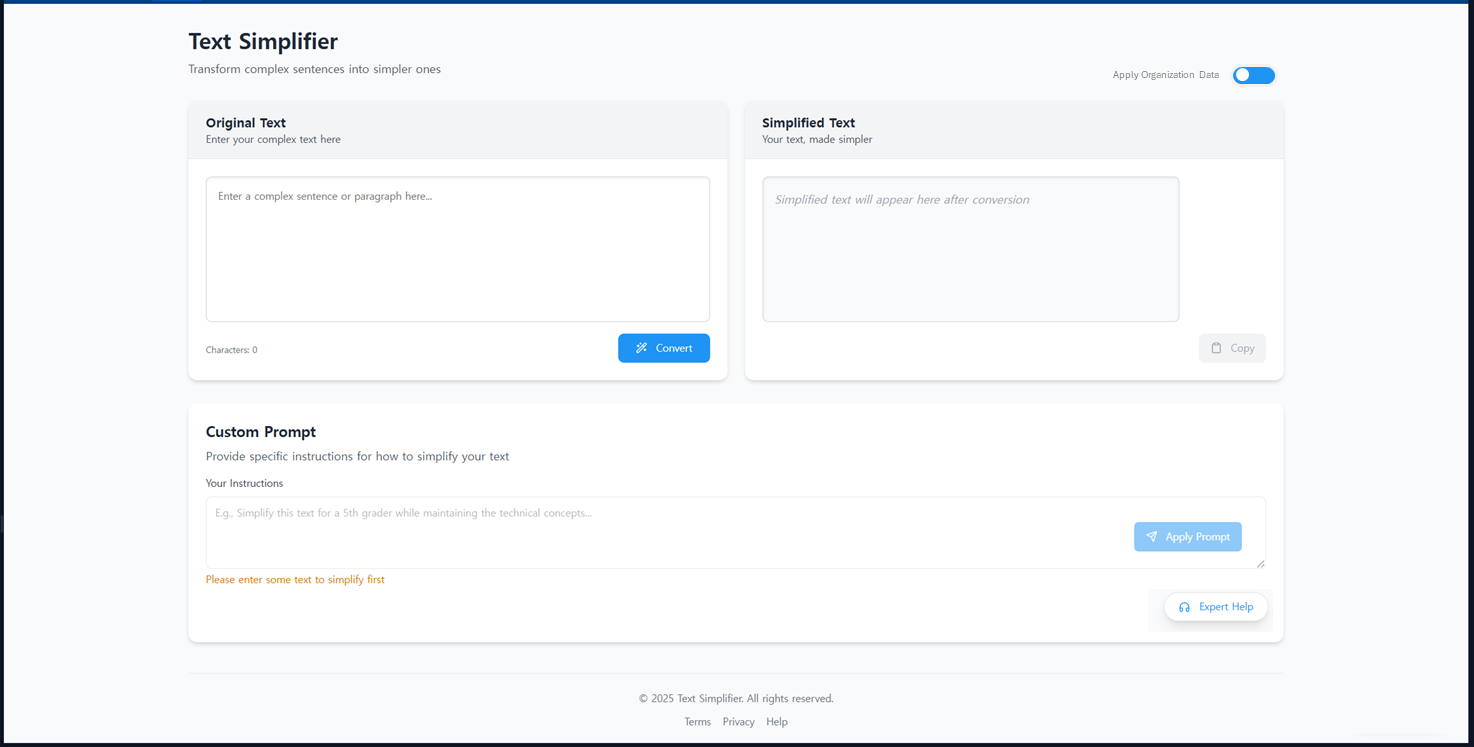 Text Simplifier
Transform complex sentences into simpler ones
Apply Organization Data
Original Text
Enter your complex text here
Enter a complex sentence or paragraph here...
Characters: 0
Convert
Simplified Text
Your text, made simpler
Simplified text will appear here after conversion
Copy
Custom Prompt
Provide specific instructions for how to simplify your text
Your Instructions
E.g., Simplify this text for a 5th grader while maintaining the technical concepts...
Apply Prompt
Please enter some text to simplify first
Expert Help
© 2025 Text Simplifier. All rights reserved.
Terms Privacy Help